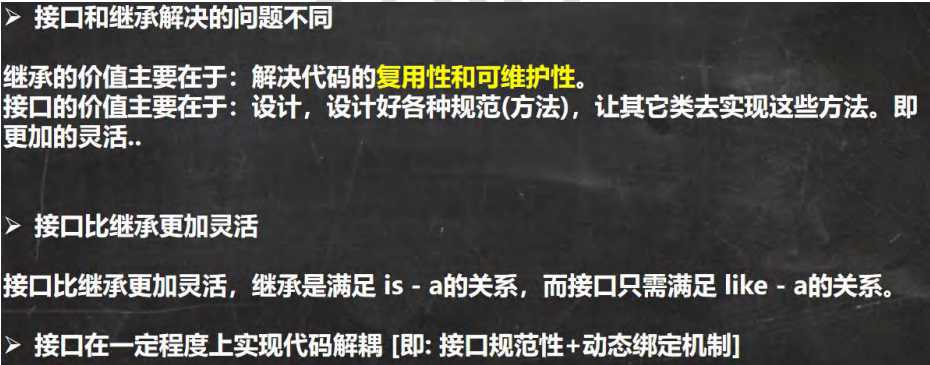 ➢ 接口和继承解决的问题不同
继承的价值主要在于：解决代码的复用性和可维护性。
接口的价值主要在于：设计，设计好各种规范(方法)，让其它类去实现这些方法。即
更加的灵活..
➢ 接口比继承更加灵活
接口比继承更加灵活，继承是满足 is - a的关系，而接口只需满足 like - a的关系。
➢ 接口在一定程度上实现代码解耦 [即: 接口规范性+动态绑定机制]